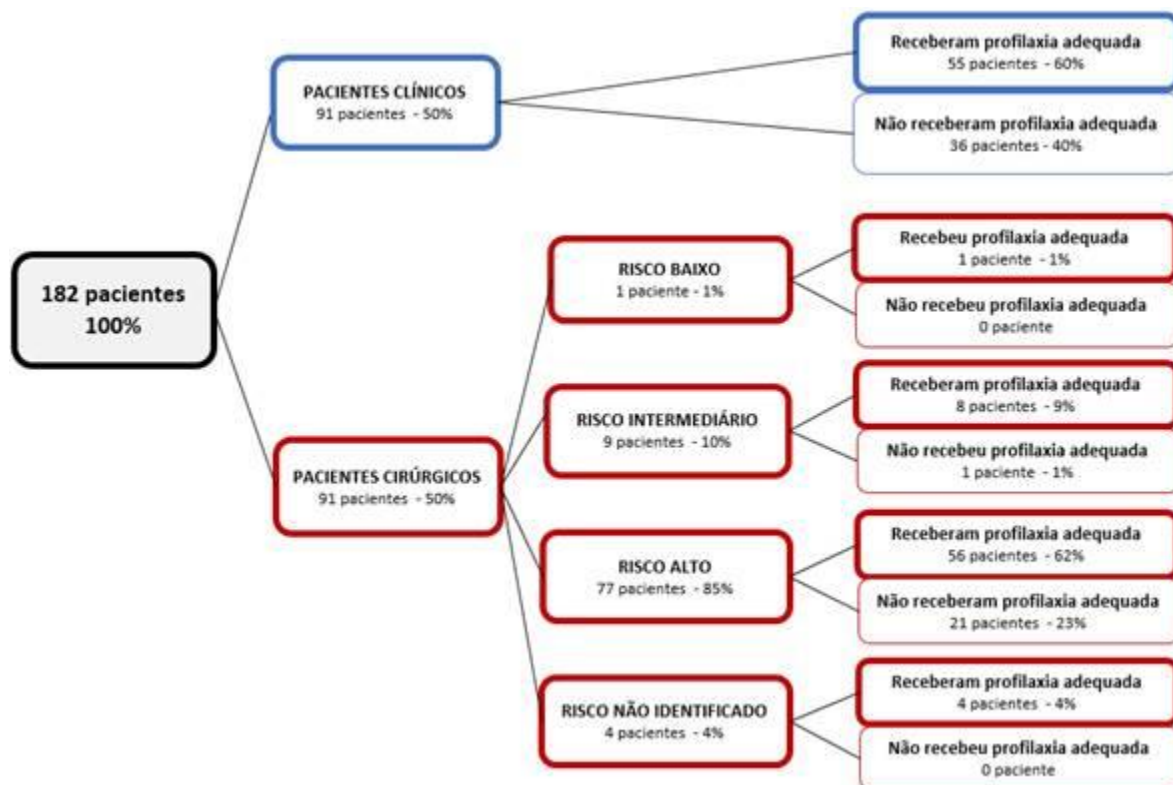 182 pacientes
100%
PACIENTES CLÍNICOS
91 pacientes - 50%
Receberam profilaxia adequada
55 pacientes - 60%
Não receberam profilaxia adequada
36 pacientes - 40%
PACIENTES CIRÚRGICOS
91 pacientes - 50%
RISCO BAIXO
1 paciente - 1%
Recebeu profilaxia adequada
1 paciente - 1%
Não recebeu profilaxia adequada
0 paciente
RISCO INTERMEDIÁRIO
9 pacientes - 10%
Receberam profilaxia adequada
8 pacientes - 9%
Não recebeu profilaxia adequada
1 paciente - 1%
RISCO ALTO
77 pacientes - 85%
Receberam profilaxia adequada
56 pacientes - 62%
Não receberam profilaxia adequada
21 pacientes - 23%
RISCO NÃO IDENTIFICADO
4 pacientes - 4%
Receberam profilaxia adequada
4 pacientes - 4%
Não recebeu profilaxia adequada
0 paciente